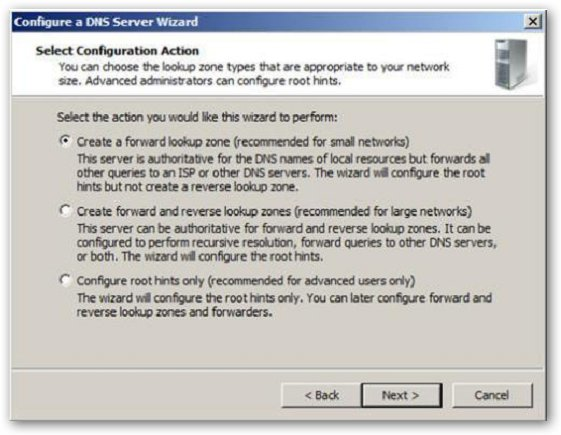 Configure a DNS Server Wizard
Select Configuration Action
You can choose the lookup zone types that are appropriate to your network
size. Advanced administrators can configure root hints.
Select the action you would like this wizard to perform:
Create a forward lookup zone (recommended for small networks)
This server is authoritative for the DNS names of local resources but forwards all
other queries to an ISP or other DNS servers. The wizard will configure the root
hints but not create a reverse lookup zone.
Create forward and reverse lookup zones (recommended for large networks)
This server can be authoritative for forward and reverse lookup zones. It can be
configured to perform recursive resolution, forward queries to other DNS servers,
or both. The wizard will configure the root hints.
Configure root hints only (recommended for advanced users only)
The wizard will configure the root hints only. You can later configure forward and
reverse lookup zones and forwarders.
< Back Next > Cancel